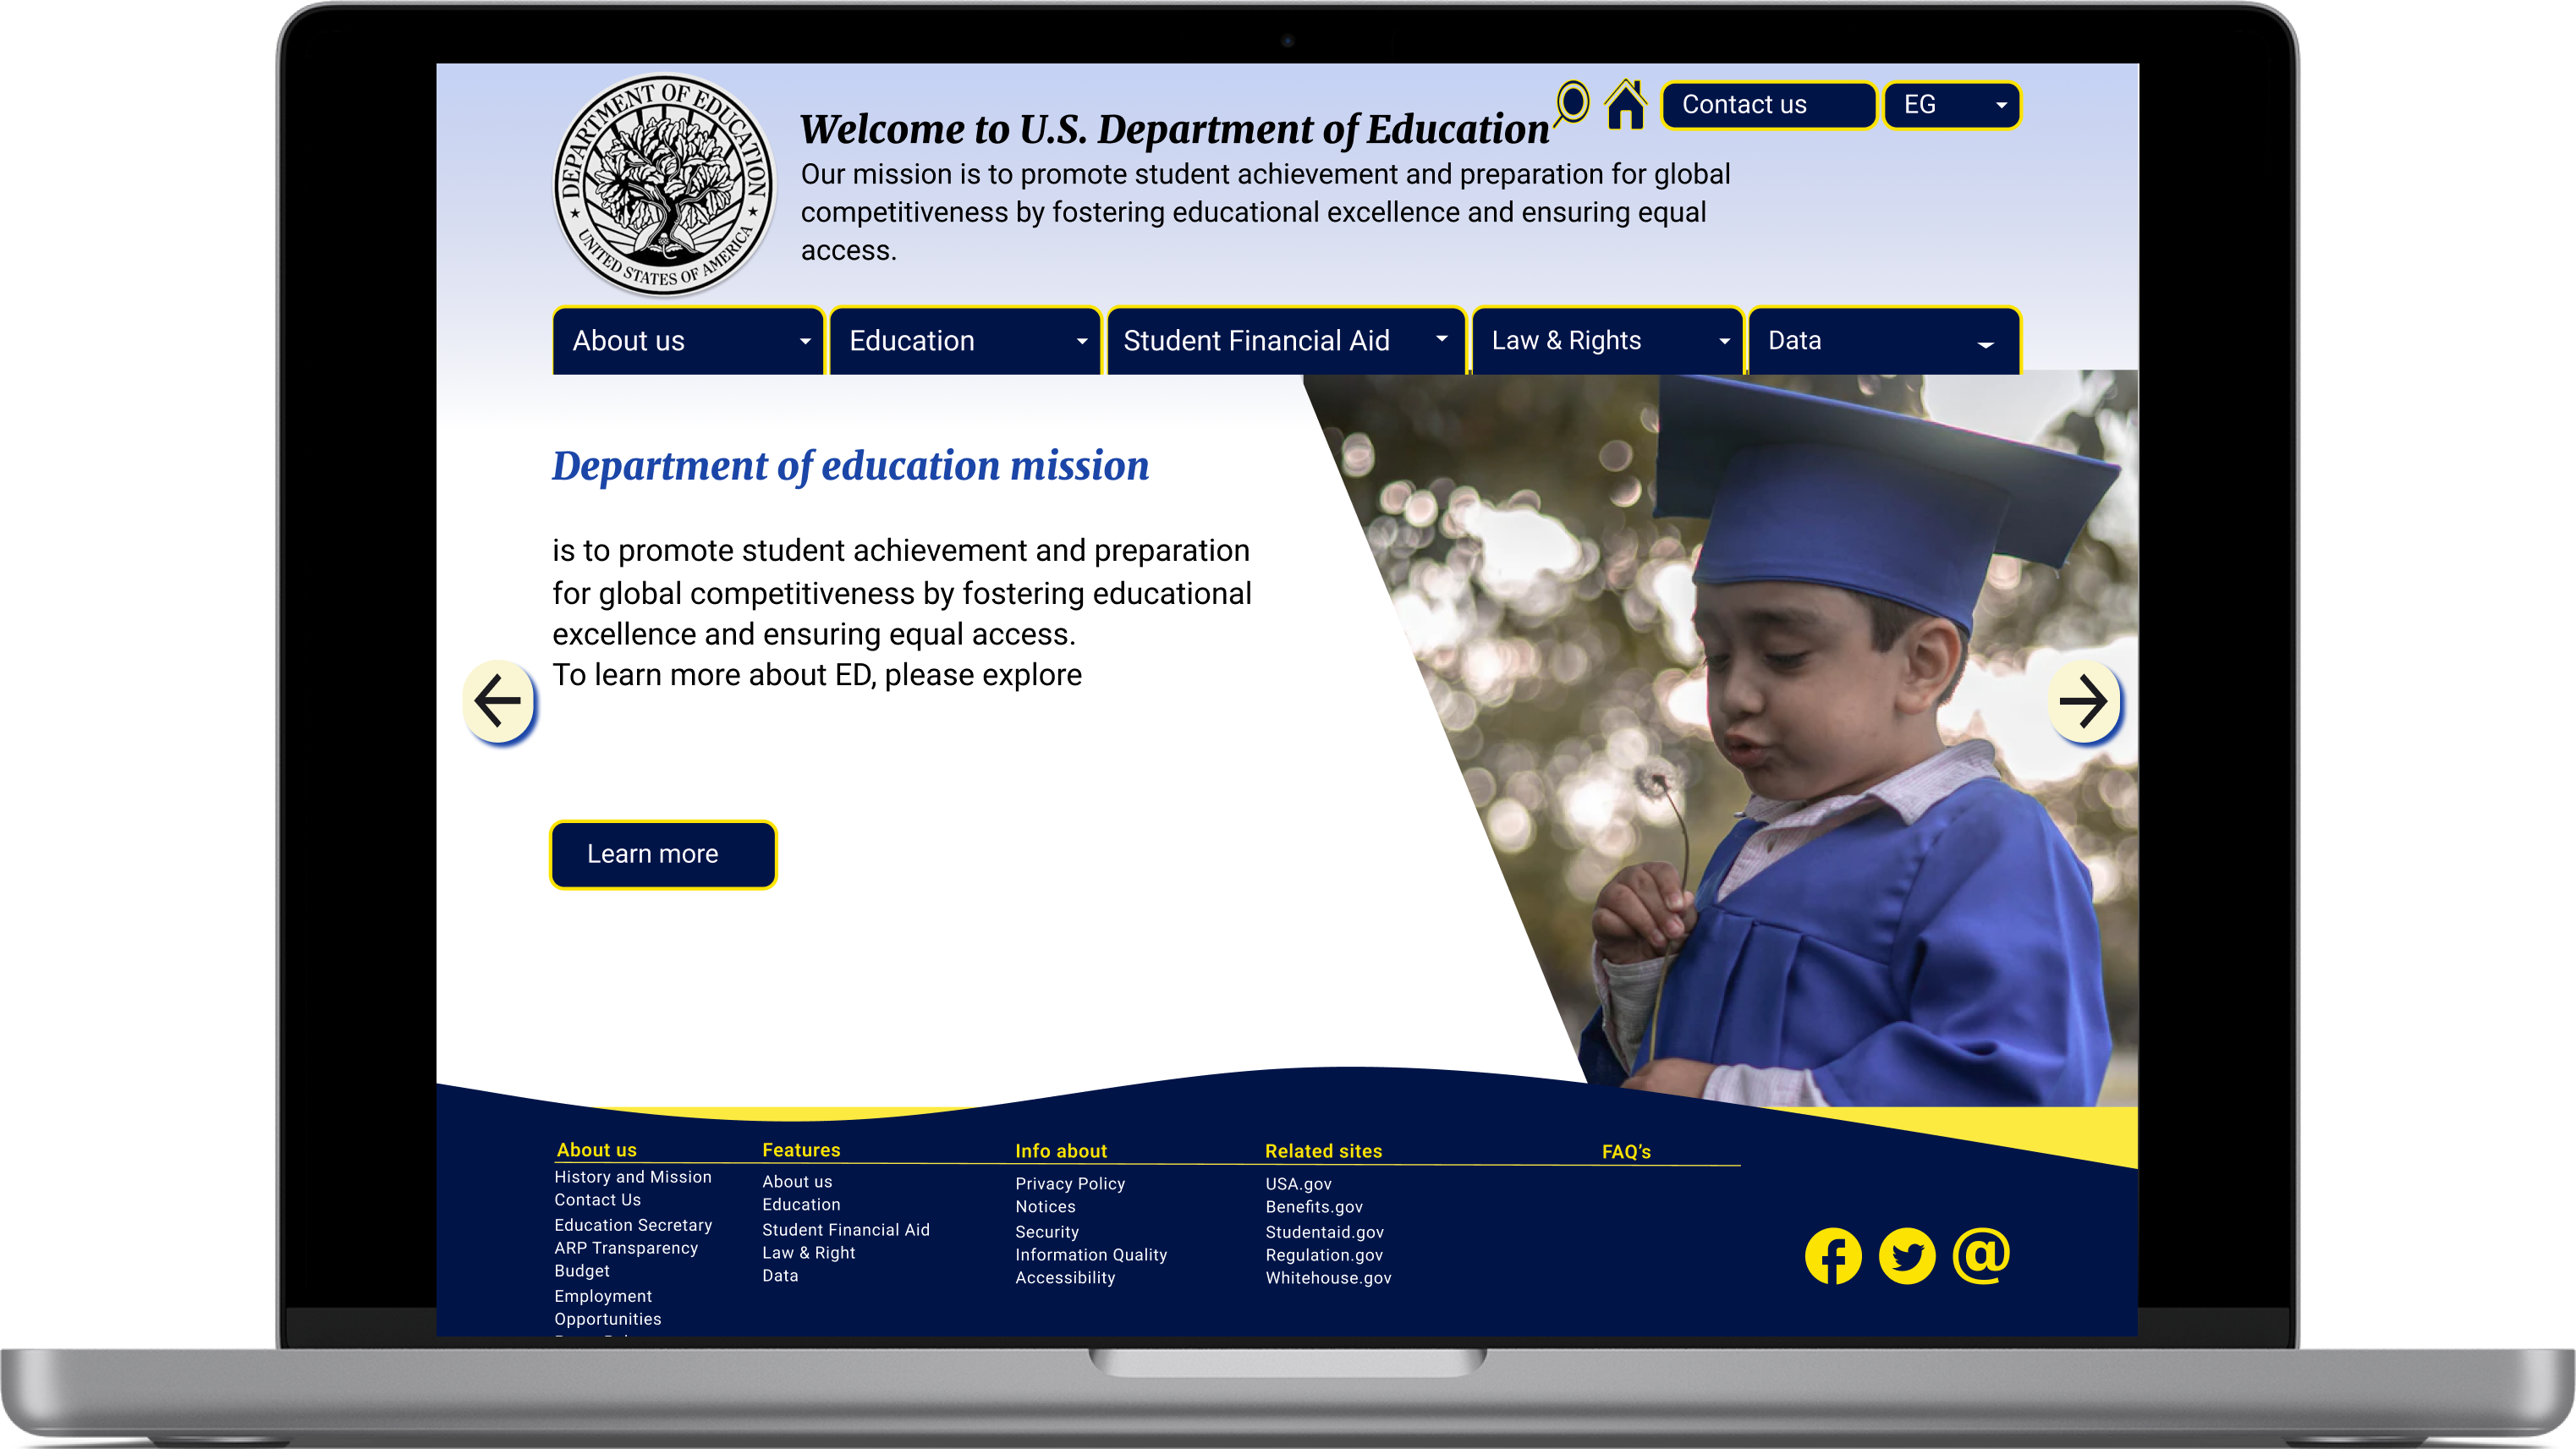 DEPARTMENT OF EDUCATION
UNITED STATES OF AMERICA
Welcome to U.S. Department of Education
Contact us
EG
Our mission is to promote student achievement and preparation for global
competitiveness by fostering educational excellence and ensuring equal
access.
About us
Education
Student Financial Aid
Law & Rights
Data
Department of education mission
is to promote student achievement and preparation
for global competitiveness by fostering educational
excellence and ensuring equal access.
To learn more about ED, please explore
Learn more
About us
History and Mission
Contact Us
Education Secretary
ARP Transparency
Budget
Employment
Opportunities
Features
About us
Education
Student Financial Aid
Law & Right
Data
Info about
Privacy Policy
Notices
Security
Information Quality
Accessibility
Related sites
USA.gov
Benefits.gov
Studentaid.gov
Regulation.gov
Whitehouse.gov
FAQ’s